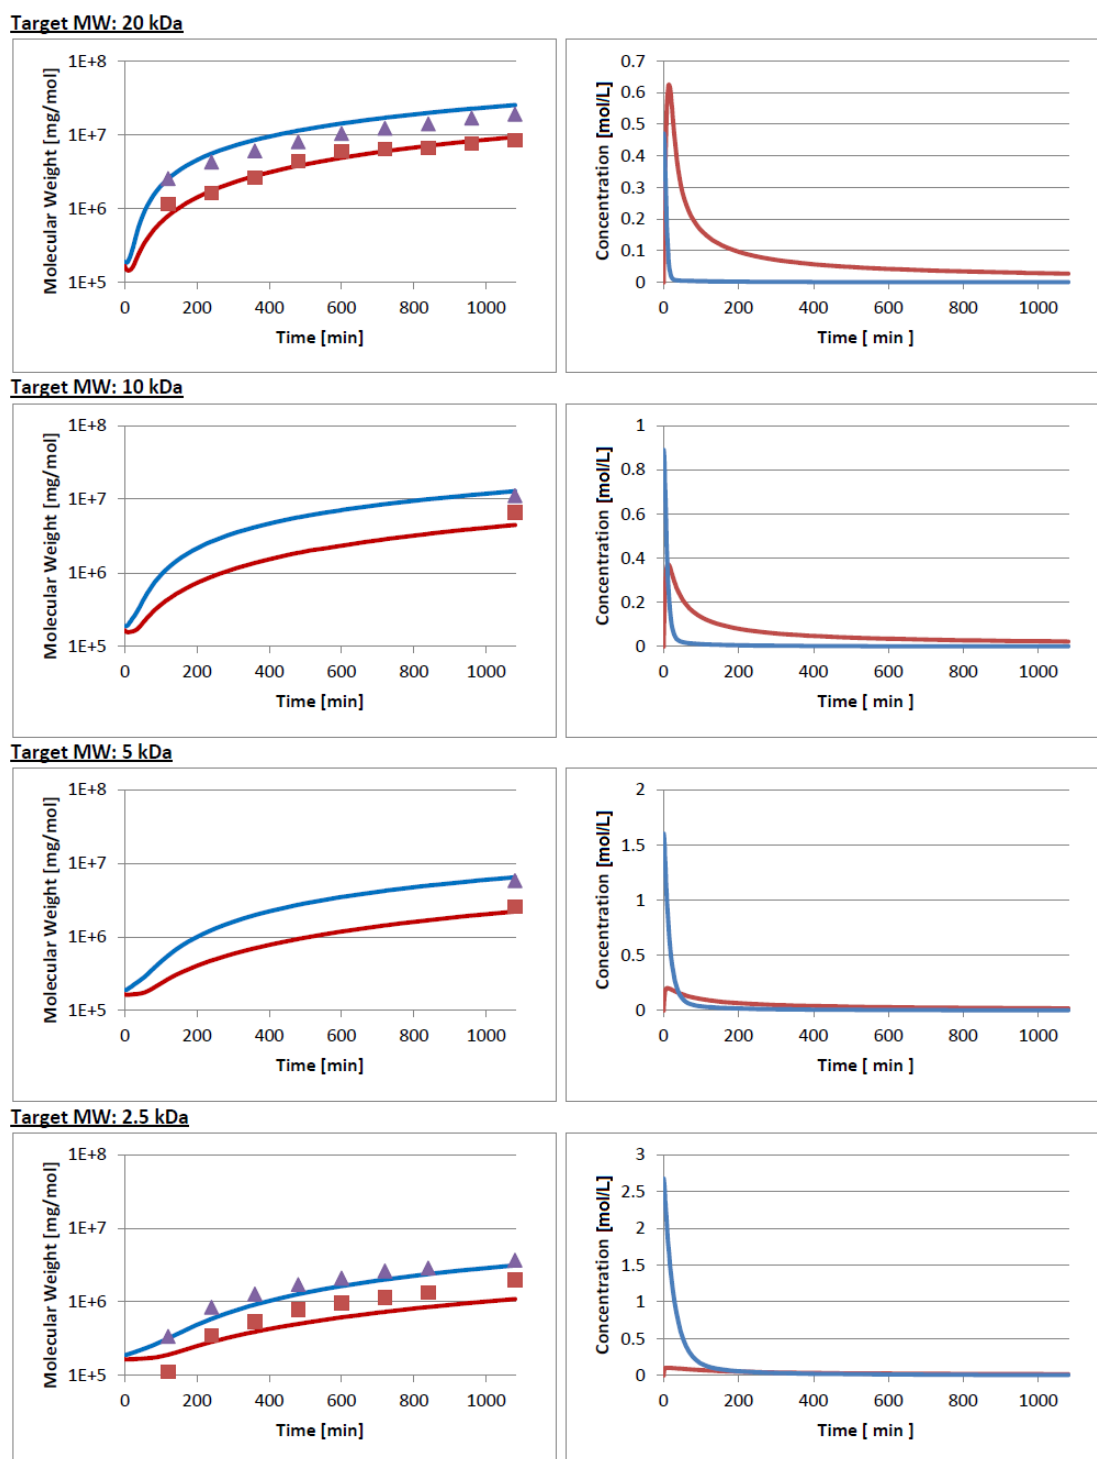 Target MW: 20 kDa
Molecular Weight [mg/mol]
1E+8
1E+7
1E+6
1E+5
0 200 400 600 800 1000
Time [min]
Concentration [mol/L]
0.7
0.6
0.5
0.4
0.3
0.2
0.1
0
0 200 400 600 800 1000
Time [ min ]
Target MW: 10 kDa
Molecular Weight [mg/mol]
1E+8
1E+7
1E+6
1E+5
0 200 400 600 800 1000
Time [min]
Concentration [mol/L]
1
0.8
0.6
0.4
0.2
0
0 200 400 600 800 1000
Time [ min ]
Target MW: 5 kDa
Molecular Weight [mg/mol]
1E+8
1E+7
1E+6
1E+5
0 200 400 600 800 1000
Time [min]
Concentration [mol/L]
2
1.5
1
0.5
0
0 200 400 600 800 1000
Time [ min ]
Target MW: 2.5 kDa
Molecular Weight [mg/mol]
1E+8
1E+7
1E+6
1E+5
0 200 400 600 800 1000
Time [min]
Concentration [mol/L]
3
2.5
2
1.5
1
0.5
0
0 200 400 600 800 1000
Time [ min ]